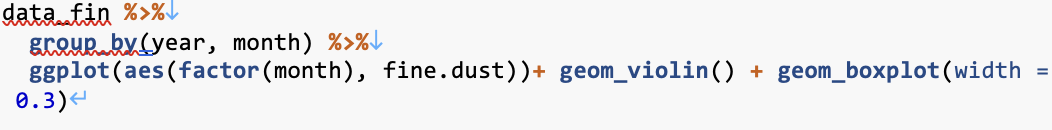 data_fin %>%↓
group_by(year, month) %>%↓
ggplot(aes(factor(month), fine.dust))+ geom_violin() + geom_boxplot(width =
0.3)↵